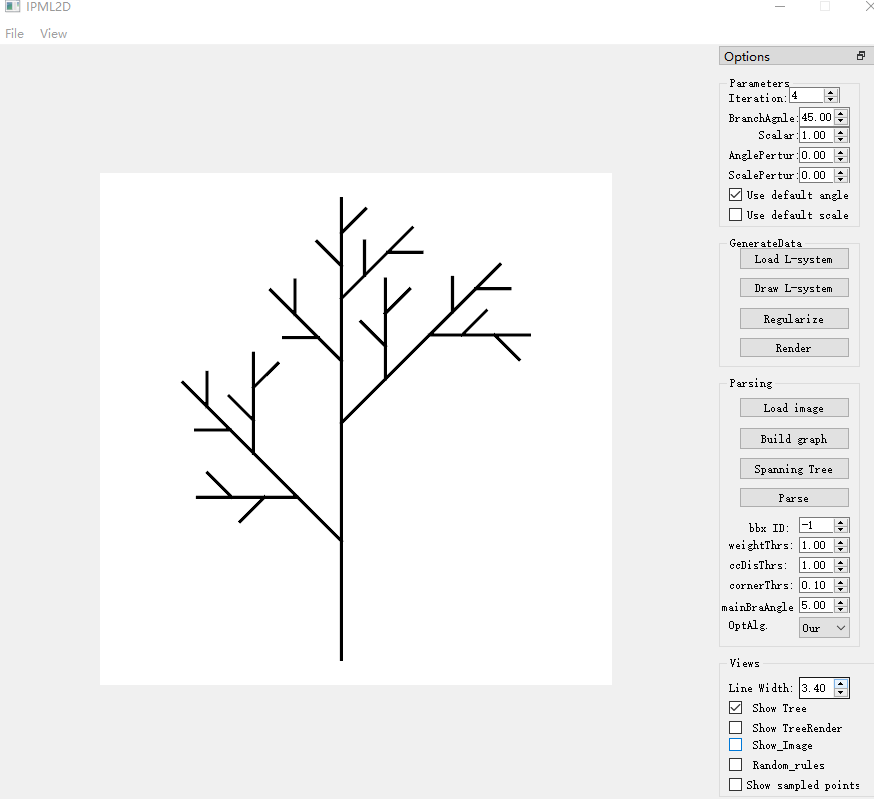 IPML2D
File View
Options
Parameters
Iteration: 4
BranchAgnle: 45.00
Scalar: 1.00
AnglePertur: 0.00
ScalePertur: 0.00
Use default angle
Use default scale
GenerateData
Load L-system
Draw L-system
Regularize
Render
Parsing
Load image
Build graph
Spanning Tree
Parse
bbx ID: -1
weightThrs: 1.00
ccDisThrs: 1.00
cornerThrs: 0.10
mainBraAngle 5.00
OptAlg. Our
Views
Line Width: 3.40
Show Tree
Show TreeRender
Show_Image
Random_rules
Show sampled points